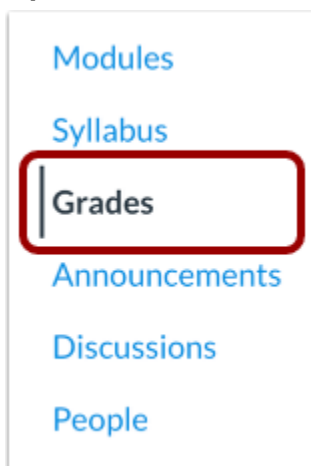 Modules
Syllabus
Grades
Announcements
Discussions
People